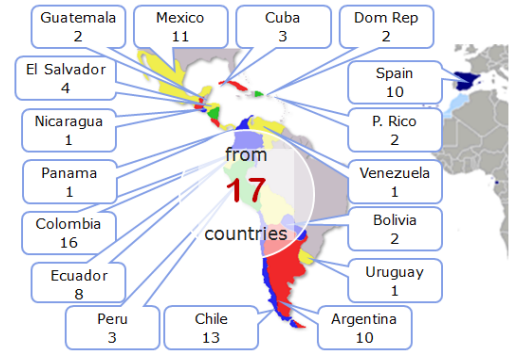 Guatemala
2
Mexico
11
Cuba
3
Dom Rep
2
El Salvador
4
Spain
10
Nicaragua
1
P. Rico
2
from
17
countries
Panama
1
Venezuela
1
Colombia
16
Bolivia
2
Ecuador
8
Uruguay
1
Peru
3
Chile
13
Argentina
10